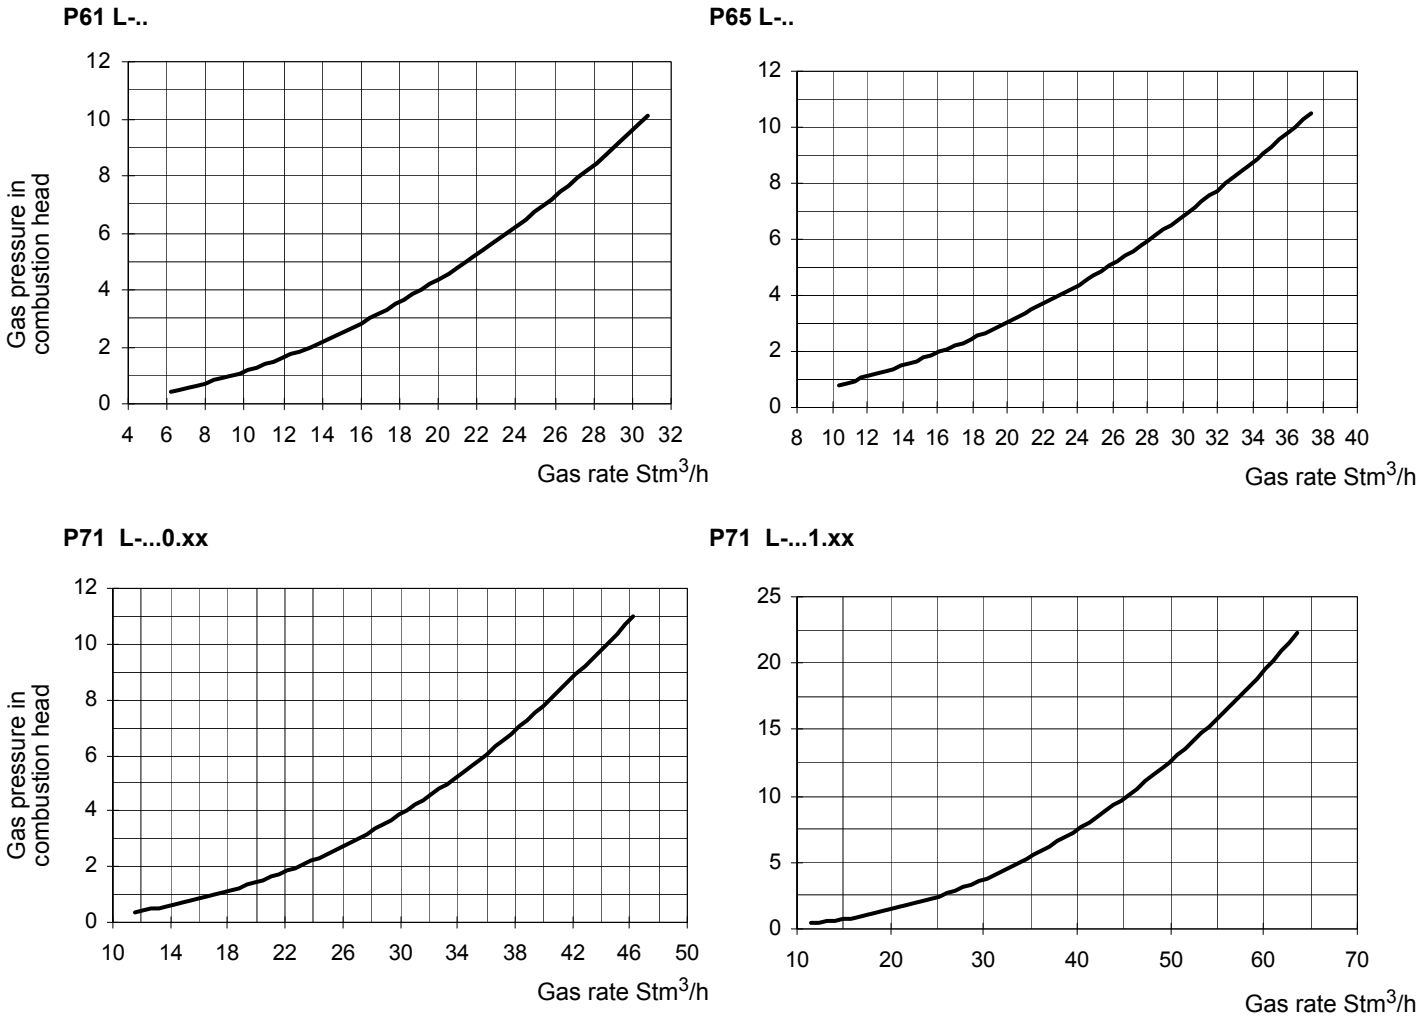 P61 L-..
P65 L-..
12
10
8
6
4
2
0
Gas pressure in
combustion head
4 6 8 10 12 14 16 18 20 22 24 26 28 30 32
Gas rate Stm³/h
12
10
8
6
4
2
0
8 10 12 14 16 18 20 22 24 26 28 30 32 34 36 38 40
Gas rate Stm³/h
P71 L-...0.xx
P71 L-...1.xx
12
10
8
6
4
2
0
Gas pressure in
combustion head
10 14 18 22 26 30 34 38 42 46 50
Gas rate Stm³/h
25
20
15
10
5
0
10 20 30 40 50 60 70
Gas rate Stm³/h